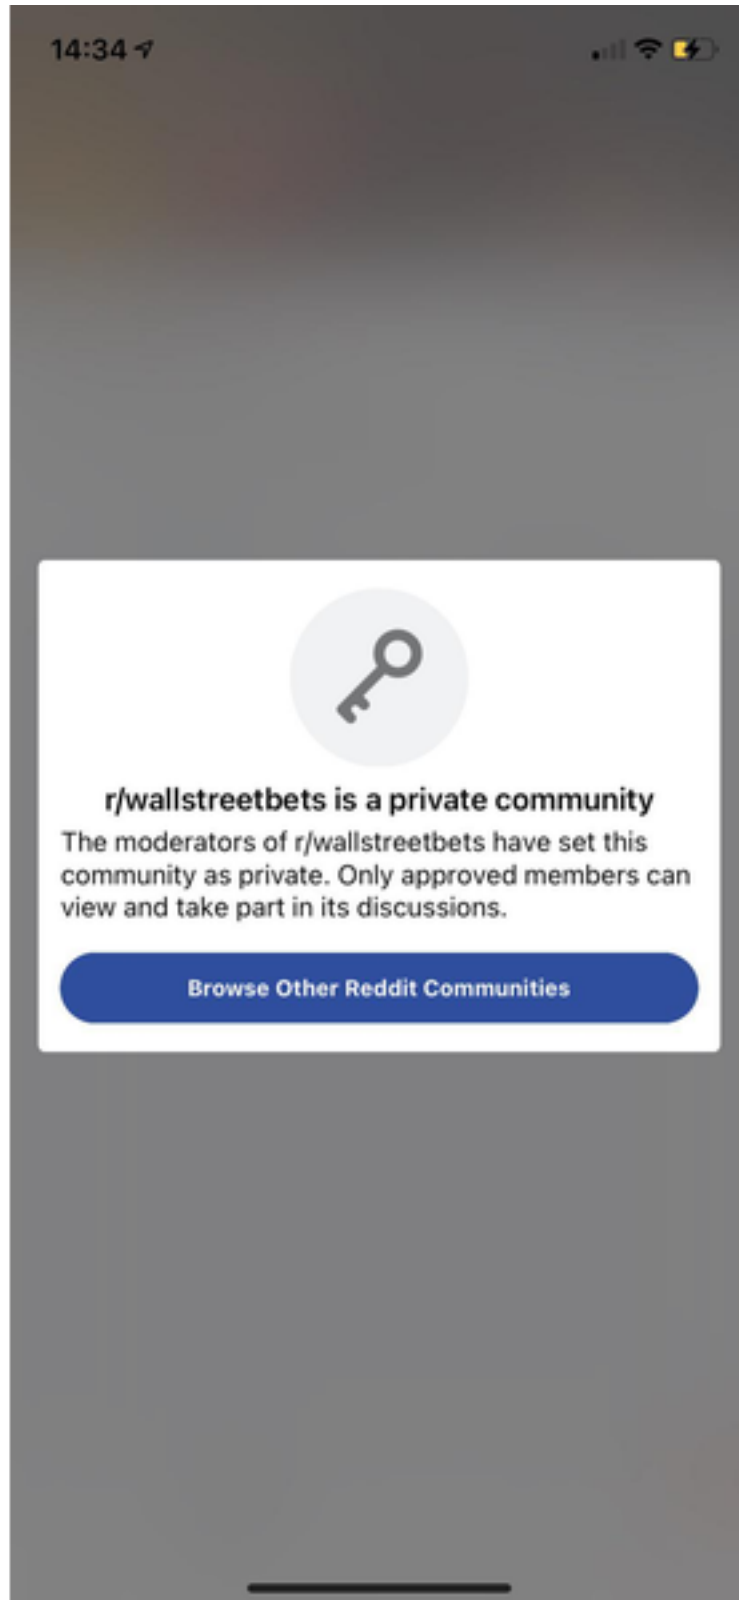 14:34
r/wallstreetbets is a private community
The moderators of r/wallstreetbets have set this
community as private. Only approved members can
view and take part in its discussions.
Browse Other Reddit Communities